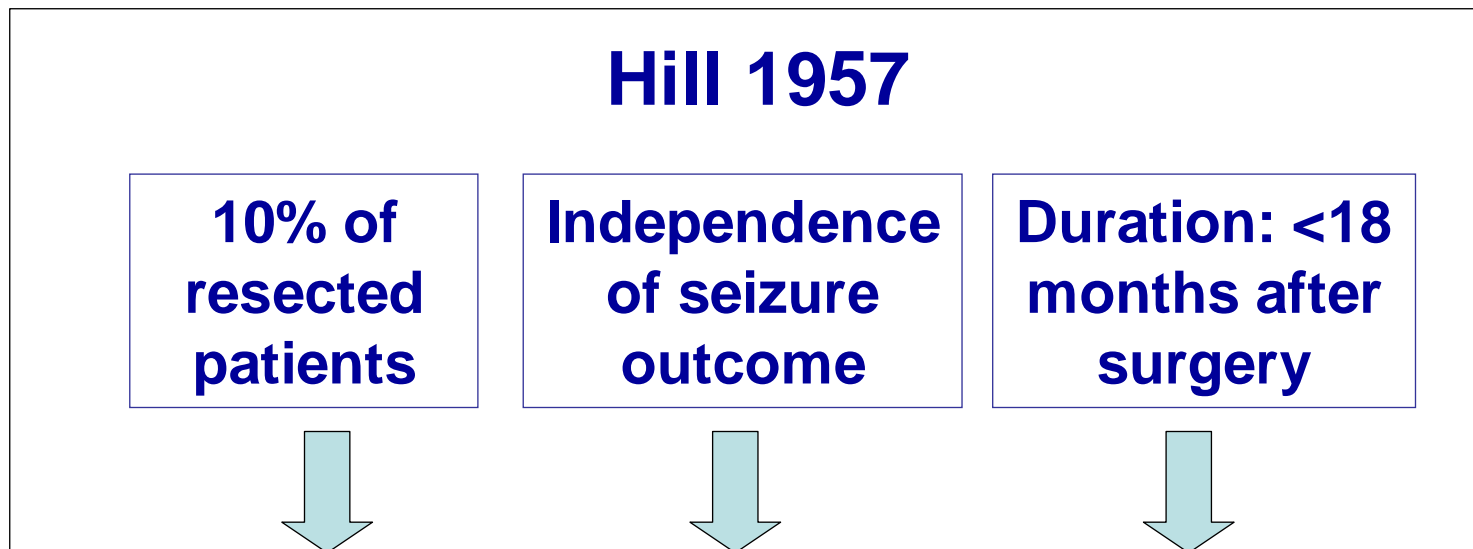 Hill 1957
10% of
resected
patients
Independence
of seizure
outcome
Duration: <18
months after
surgery